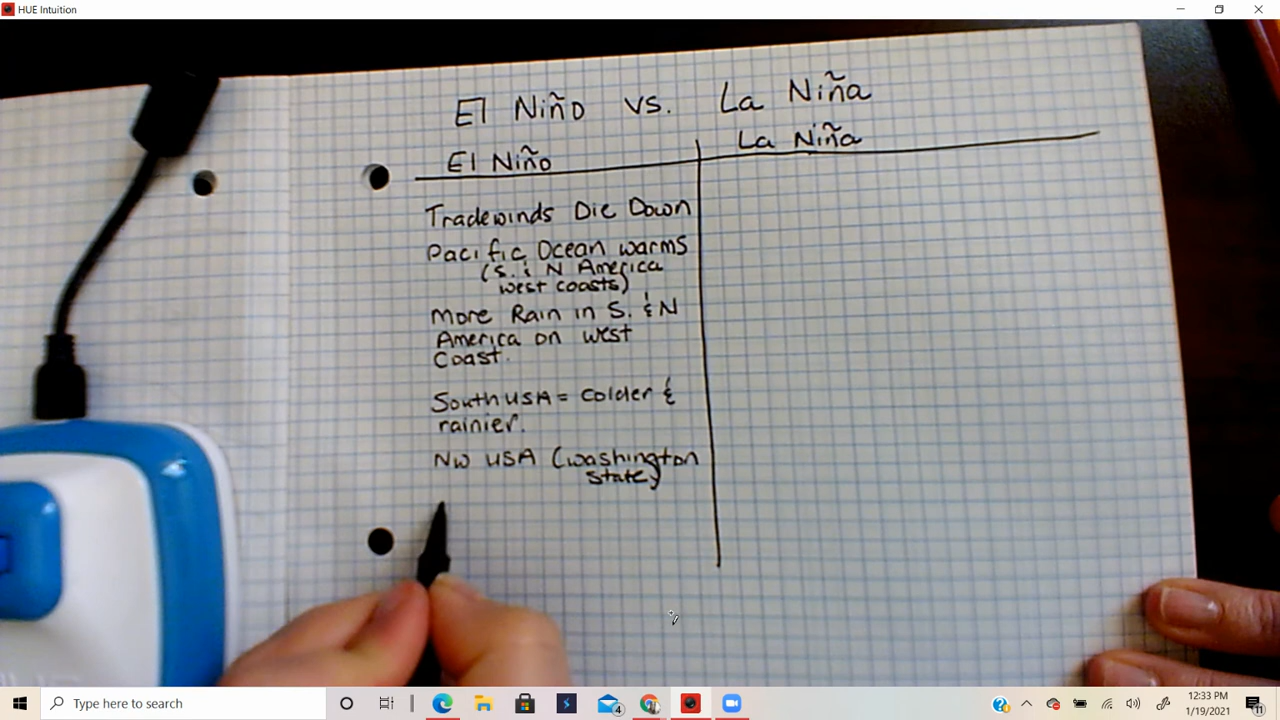 HUE Intuition
El Niño vs. La Niña
El Niño
La Niña
Tradewinds Die Down
Pacific Ocean warms
(S. & N America
west coasts)
More Rain in S. & N
America on west
Coast.
South USA = Colder &
rainier.
NW USA (Washington
State)
Type here to search
4
12:33 PM
1/19/2021
11